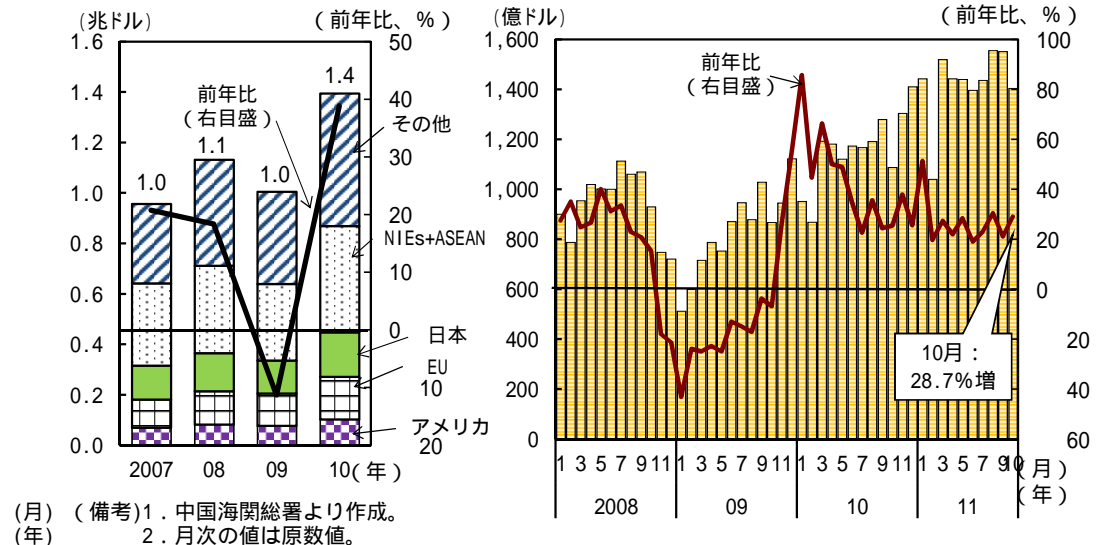 (兆ドル)
(前年比、%)
1.6
1.4
1.2
1.0
0.8
0.6
0.4
0.2
0.0
50
40
30
20
10
0
10
20
1.0
1.1
1.0
1.4
前年比
(右目盛)
その他
NIEs+ASEAN
日本
EU
アメリカ
2007 08 09 10(年)
(億ドル)
(前年比、%)
1,600
1,400
1,200
1,000
800
600
400
200
0
100
80
60
40
20
0
20
40
60
前年比
(右目盛)
10月:
28.7%増
1 3 5 7 9 11 1 3 5 7 9 11 1 3 5 7 9 11 1 3 5 7 9 10 (月)
2008 09 10 11 (年)
(月) (備考)1.中国海関総署より作成。
(年) 2.月次の値は原数値。